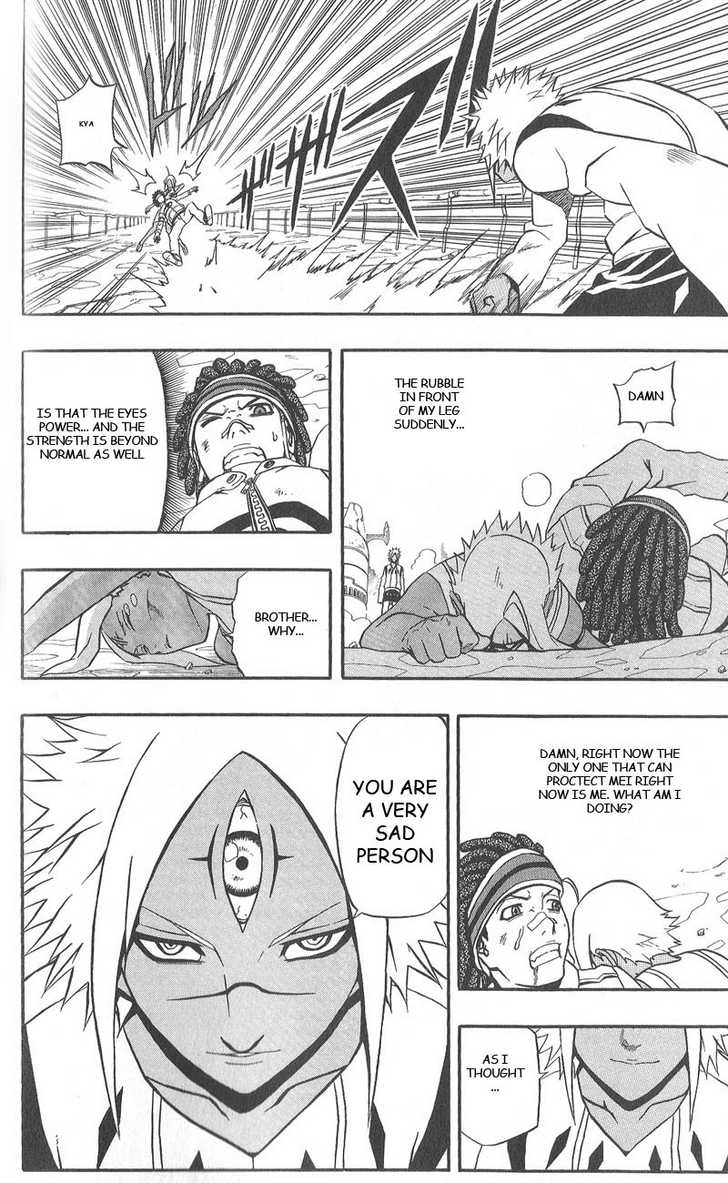 KYA
DAMN
THE RUBBLE
IN FRONT
OF MY LEG
SUDDENLY...
IS THAT THE EYES
POWER... AND THE
STRENGTH IS BEYOND
NORMAL AS WELL
BROTHER...
WHY...
DAMN, RIGHT NOW THE
ONLY ONE THAT CAN
PROCTECT MEI RIGHT
NOW IS ME. WHAT AM I
DOING?
AS I
THOUGHT
...
YOU ARE
A VERY
SAD
PERSON